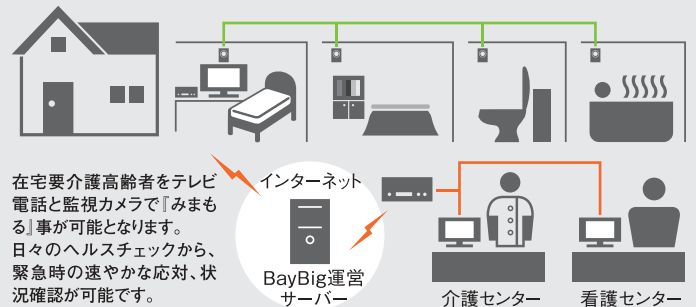 在宅要介護高齢者をテレビ
電話と監視カメラで『みまも
る』事が可能となります。
日々のヘルスチェックから、
緊急時の速やかな応対、状
況確認が可能です。
インターネット
BayBig運営
サーバー
介護センター
看護センター